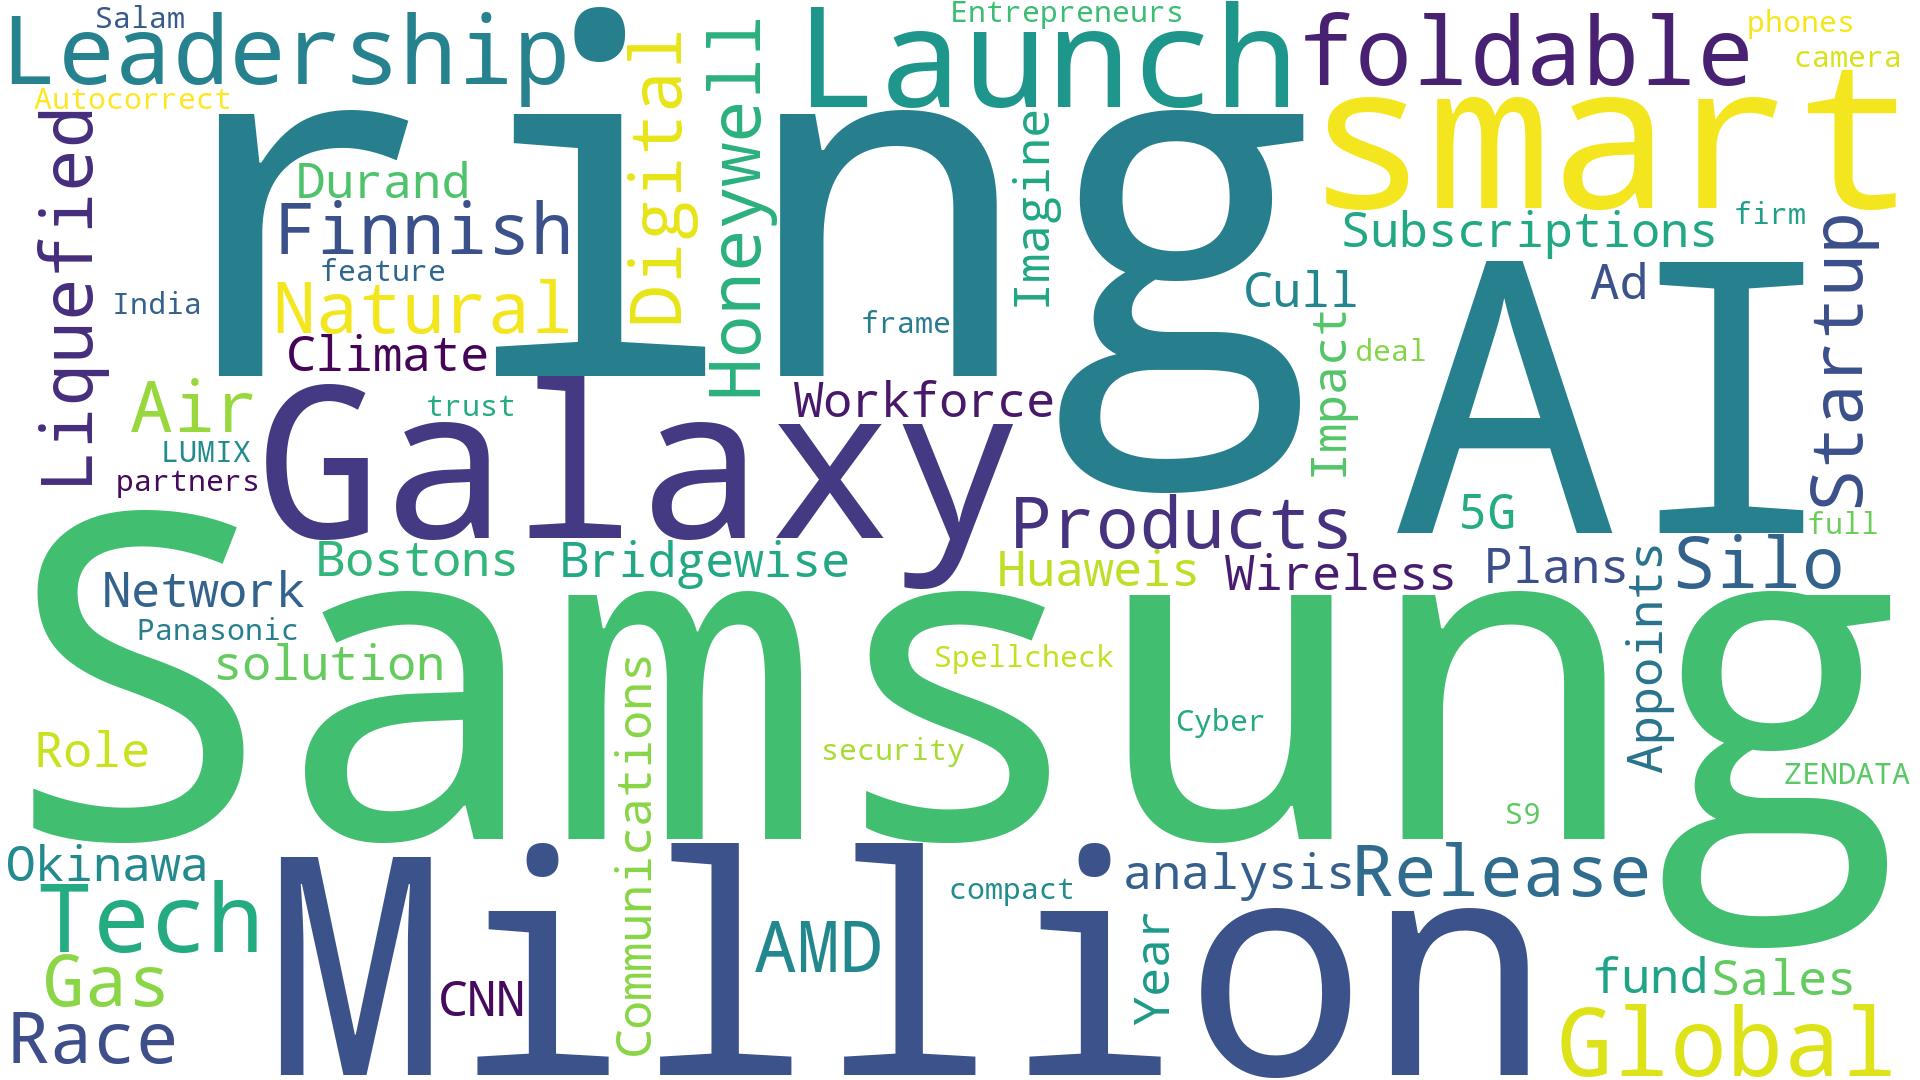 Salam
Leadership
Autocorrect
Entrepreneurs
Launch
foldable
phones
camera
smart
ring
Digital
Honeywell
Imagine
Liquefied
Durand
Finnish
feature
Natural
India
Climate
frame
Subscriptions
firm
Cull
Ad
AI
Startup
Impact
deal
Air
trust
LUMIX
partners
Galaxy
Workforce
Products
5G
full
Bostons
Bridgewise
Huaweis
Wireless
Plans
Silo
Network
Panasonic
solution
Samsung
Spellcheck
Appoints
Communications
Role
security
Cyber
ZENDATA
S9
Okinawa
Tech
Million
compact
analysis
Release
AMD
Year
Gas
CNN
fund
Sales
Race
Global